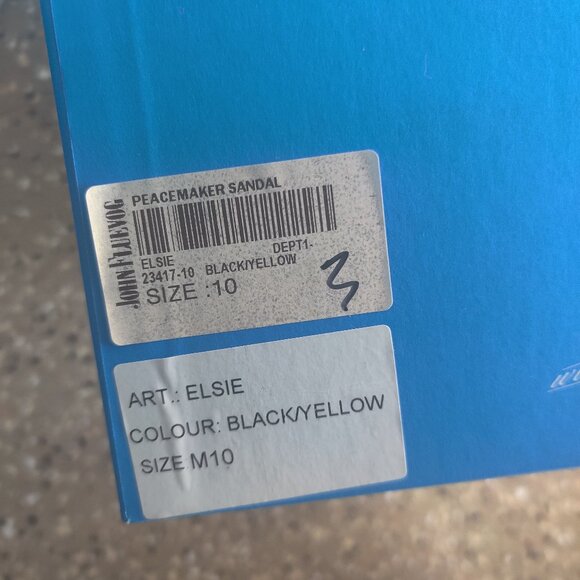 PEACEMAKER SANDAL
JOHN FLUEVOG
ELSIE DEPT1-
23417-10 BLACK/YELLOW
SIZE :10
3
ART.: ELSIE
COLOUR: BLACK/YELLOW
SIZE M10